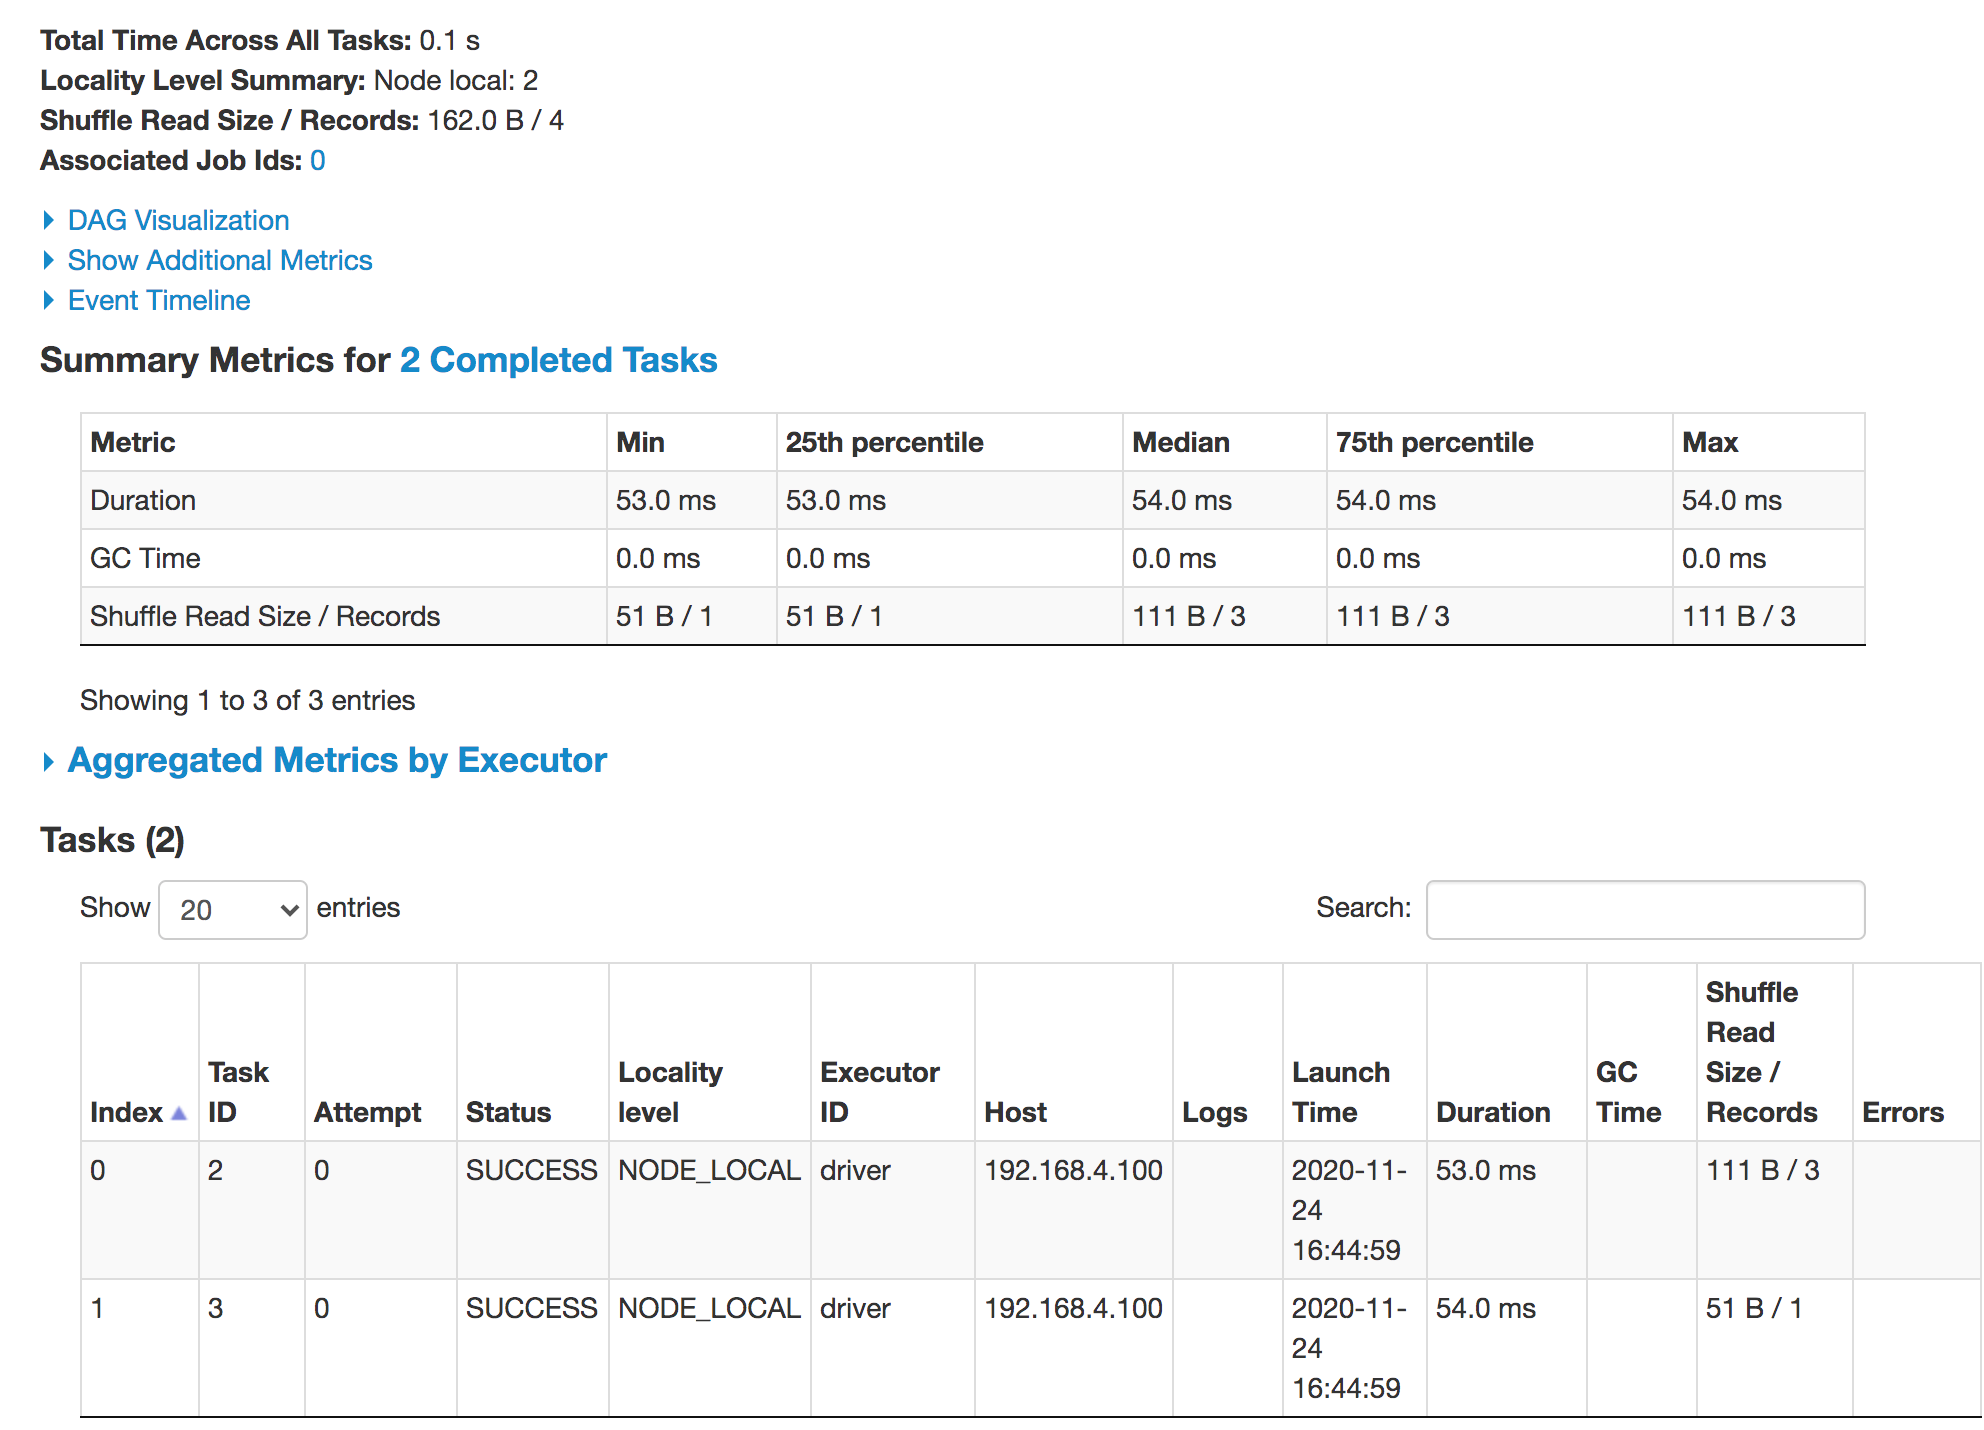 Total Time Across All Tasks: 0.1 s
Locality Level Summary: Node local: 2
Shuffle Read Size / Records: 162.0 B / 4
Associated Job Ids: 0
DAG Visualization
Show Additional Metrics
Event Timeline
Summary Metrics for 2 Completed Tasks
Metric Min 25th percentile Median 75th percentile Max
Duration 53.0 ms 53.0 ms 54.0 ms 54.0 ms 54.0 ms
GC Time 0.0 ms 0.0 ms 0.0 ms 0.0 ms 0.0 ms
Shuffle Read Size / Records 51 B / 1 51 B / 1 111 B / 3 111 B / 3 111 B / 3
Showing 1 to 3 of 3 entries
Aggregated Metrics by Executor
Tasks (2)
Show 20 entries Search:
Index Task ID Attempt Status Locality level Executor ID Host Logs Launch Time Duration GC Time Shuffle Read Size / Records Errors
0 2 0 SUCCESS NODE_LOCAL driver 192.168.4.100 2020-11-24 16:44:59 53.0 ms 111 B / 3
1 3 0 SUCCESS NODE_LOCAL driver 192.168.4.100 2020-11-24 16:44:59 54.0 ms 51 B / 1